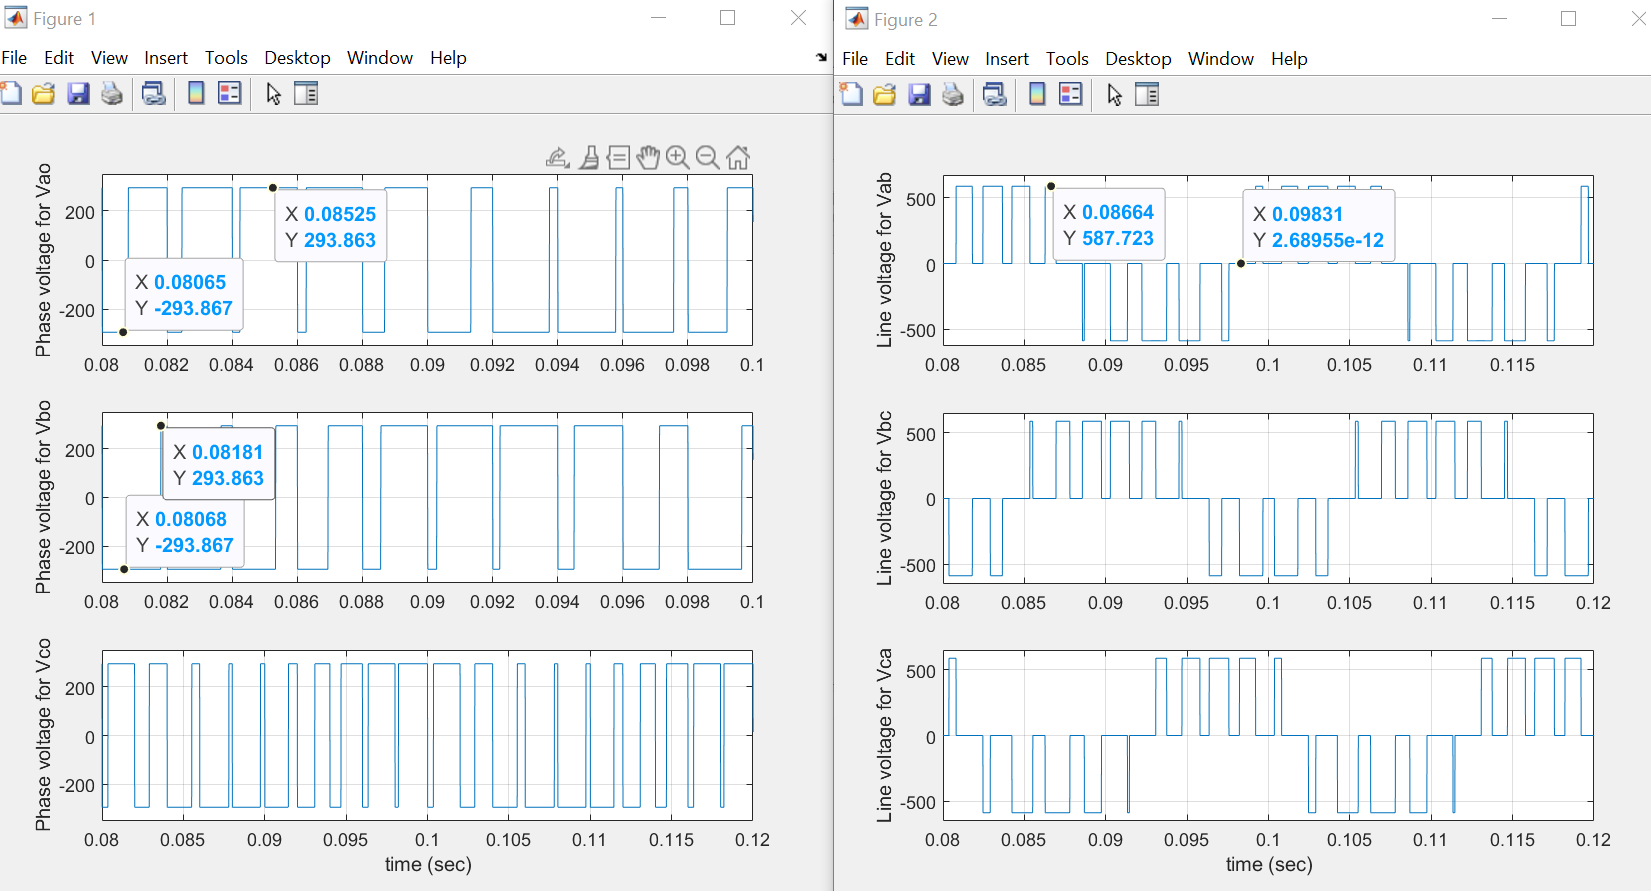 Figure 1
File Edit View Insert Tools Desktop Window Help
Phase voltage for Vao
200
0
-200
X 0.08525
Y 293.863
X 0.08065
Y -293.867
0.08 0.082 0.084 0.086 0.088 0.09 0.092 0.094 0.096 0.098 0.1
Phase voltage for Vbo
200
0
-200
X 0.08181
Y 293.863
X 0.08068
Y -293.867
0.08 0.082 0.084 0.086 0.088 0.09 0.092 0.094 0.096 0.098 0.1
Phase voltage for Vco
200
0
-200
0.08 0.085 0.09 0.095 0.1 0.105 0.11 0.115 0.12
time (sec)
Figure 2
File Edit View Insert Tools Desktop Window Help
Line voltage for Vab
500
0
-500
X 0.08664
Y 587.723
X 0.09831
Y 2.68955e-12
0.08 0.085 0.09 0.095 0.1 0.105 0.11 0.115
Line voltage for Vbc
500
0
-500
0.08 0.085 0.09 0.095 0.1 0.105 0.11 0.115 0.12
Line voltage for Vca
500
0
-500
0.08 0.085 0.09 0.095 0.1 0.105 0.11 0.115 0.12
time (sec)